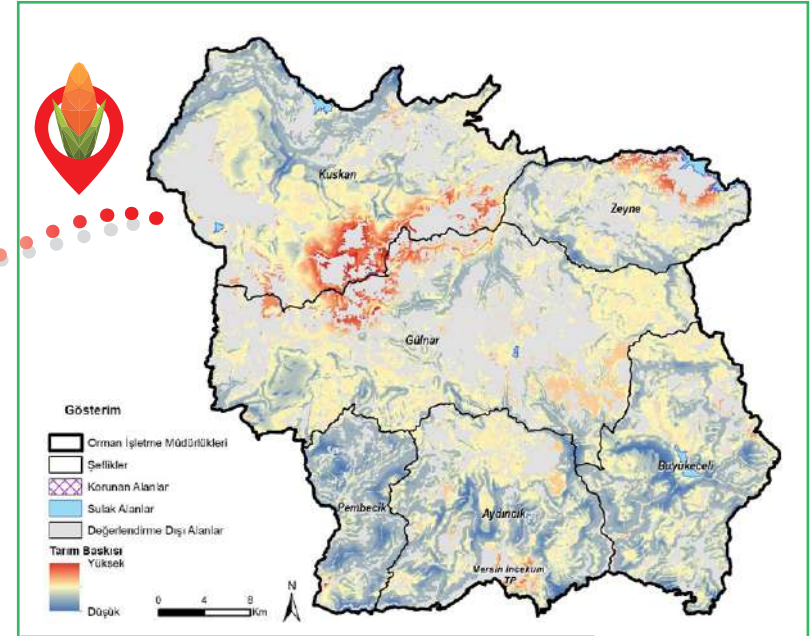 Kuskan
Zeyne
Gülnar
Büyükeceli
Pembecik
Aydıncık
Mersin İncekum
TP
Gösterim
Orman İşletme Müdürlükleri
Şeflikler
Korunan Alanlar
Sulak Alanlar
Değerlendirme Dışı Alanlar
Tarım Baskısı
Yüksek
Düşük
0 4 8
Km
N